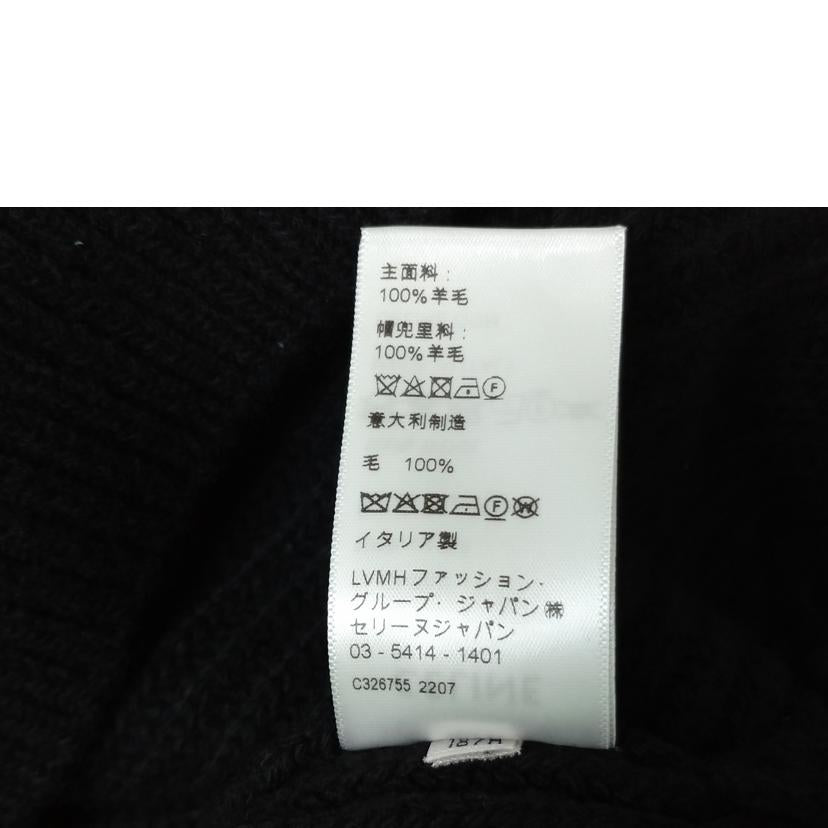 主面料:
100%羊毛
帽兜里料:
100%羊毛
意大利制造
毛 100%
イタリア製
LVMHファッション・
グループ・ジャパン㈱
セリーヌジャパン
03 - 5414 - 1401
C326755 2207